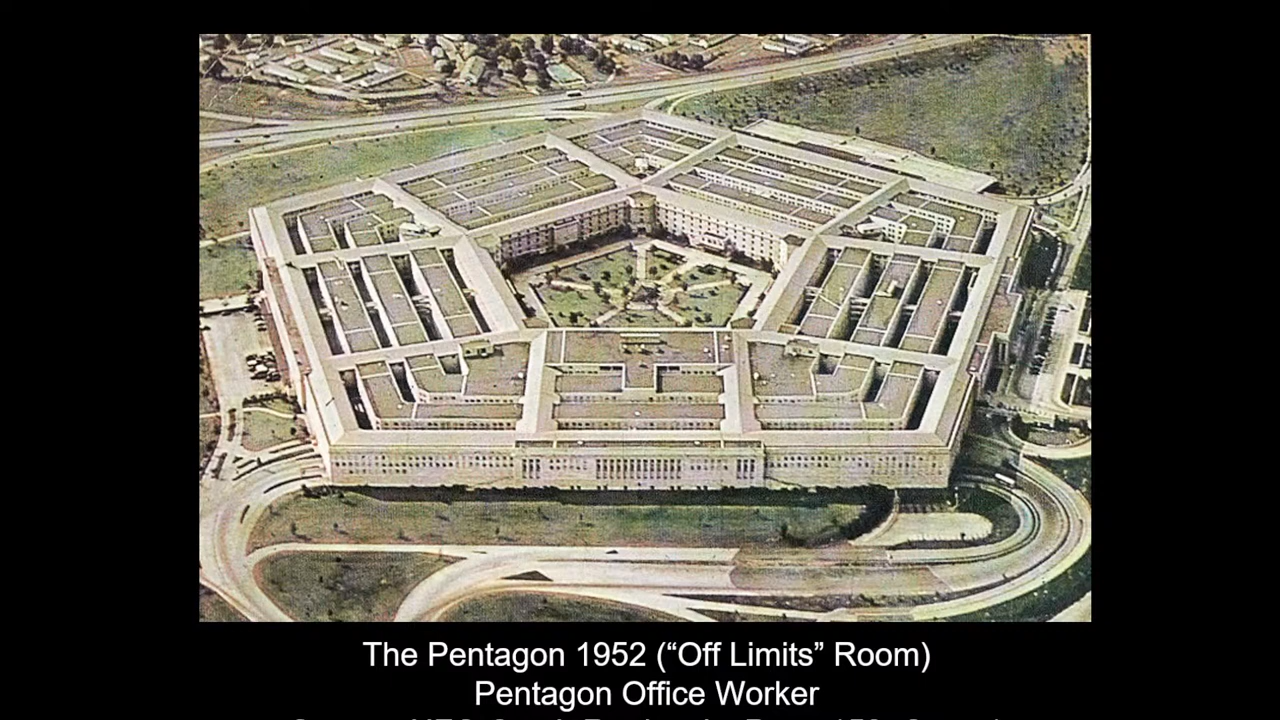 The Pentagon 1952 (“Off Limits” Room)
Pentagon Office Worker